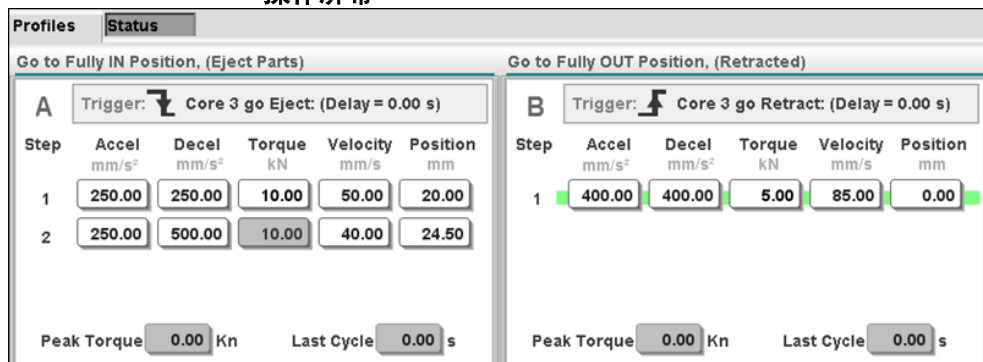 操作屏幕
Profiles Status
Go to Fully IN Position, (Eject Parts)
A Trigger: Core 3 go Eject: (Delay = 0.00 s)
Step Accel Decel Torque Velocity Position
mm/s² mm/s² kN mm/s mm
1 250.00 250.00 10.00 50.00 20.00
2 250.00 500.00 10.00 40.00 24.50
Peak Torque 0.00 Kn Last Cycle 0.00 s
Go to Fully OUT Position, (Retracted)
B Trigger: Core 3 go Retract: (Delay = 0.00 s)
Step Accel Decel Torque Velocity Position
mm/s² mm/s² kN mm/s mm
1 400.00 400.00 5.00 85.00 0.00
Peak Torque 0.00 Kn Last Cycle 0.00 s